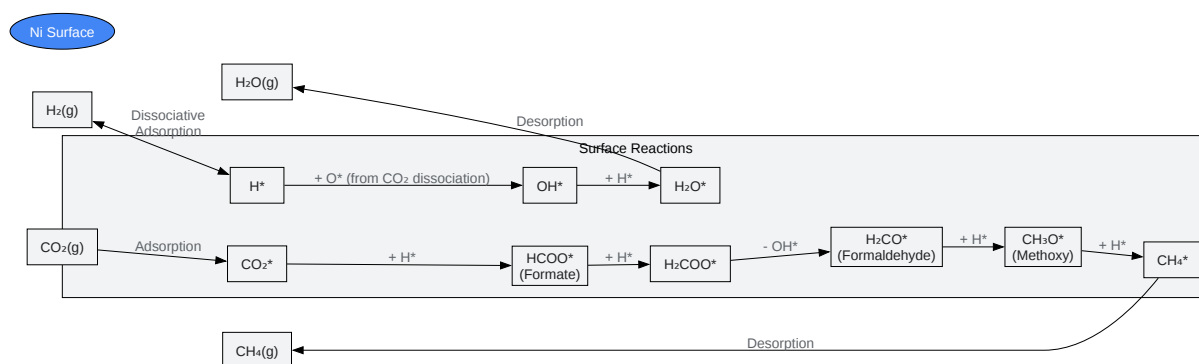 Ni Surface
H₂O(g)
H₂(g)
Dissociative
Adsorption
Desorption
Surface Reactions
H*
+ O* (from CO₂ dissociation)
OH*
+ H*
H₂O*
CO₂(g)
Adsorption
CO₂*
+ H*
HCOO*
(Formate)
+ H*
H₂COO*
- OH*
H₂CO*
(Formaldehyde)
+ H*
CH₃O*
(Methoxy)
+ H*
CH₄*
CH₄(g)
Desorption